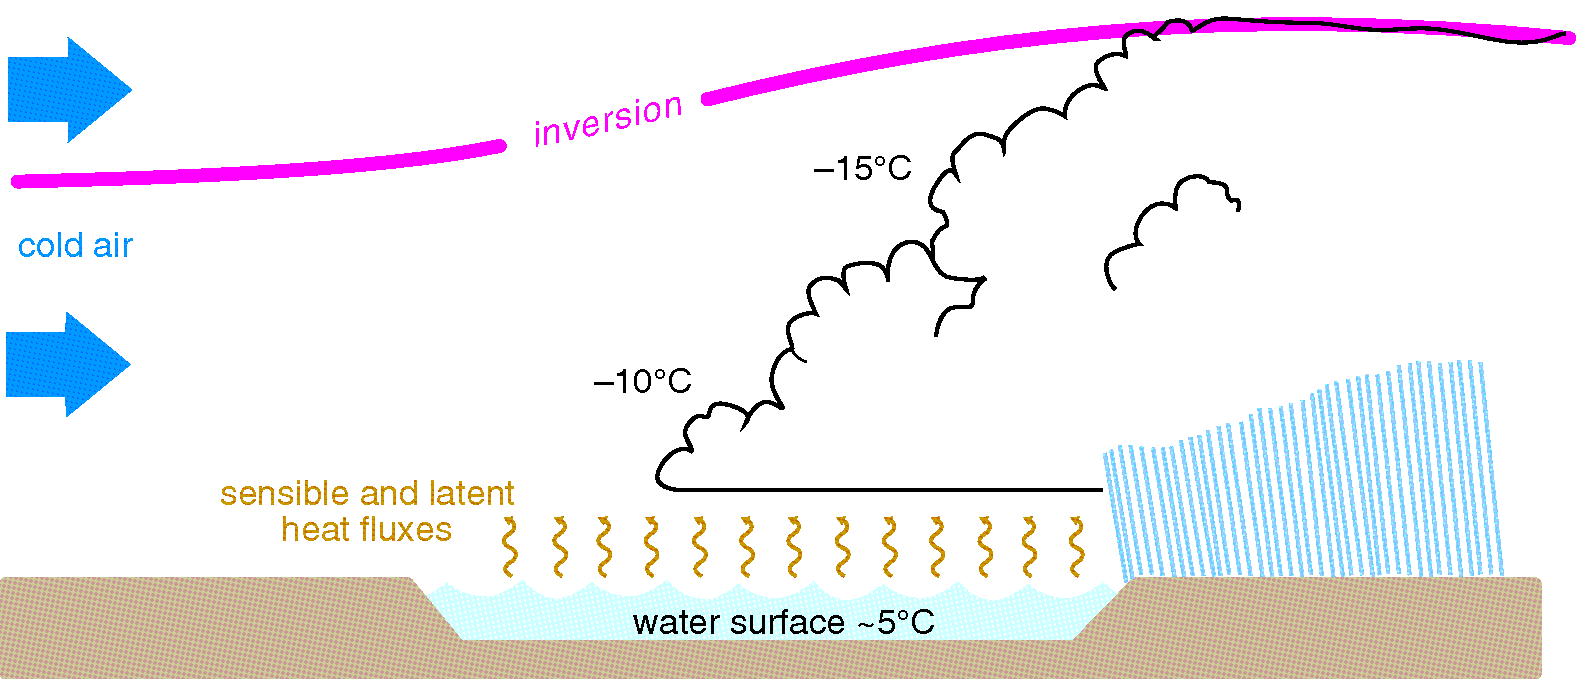 inversion
–15°C
cold air
–10°C
sensible and latent
heat fluxes
water surface ~5°C